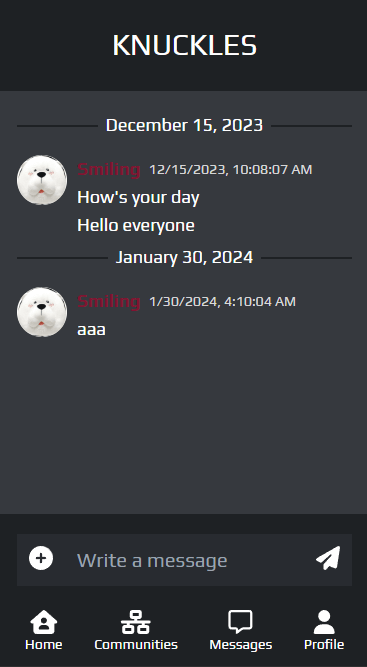 KNUCKLES
December 15, 2023
Smiling 12/15/2023, 10:08:07 AM
How's your day
Hello everyone
January 30, 2024
Smiling 1/30/2024, 4:10:04 AM
aaa
Write a message
Home Communities Messages Profile